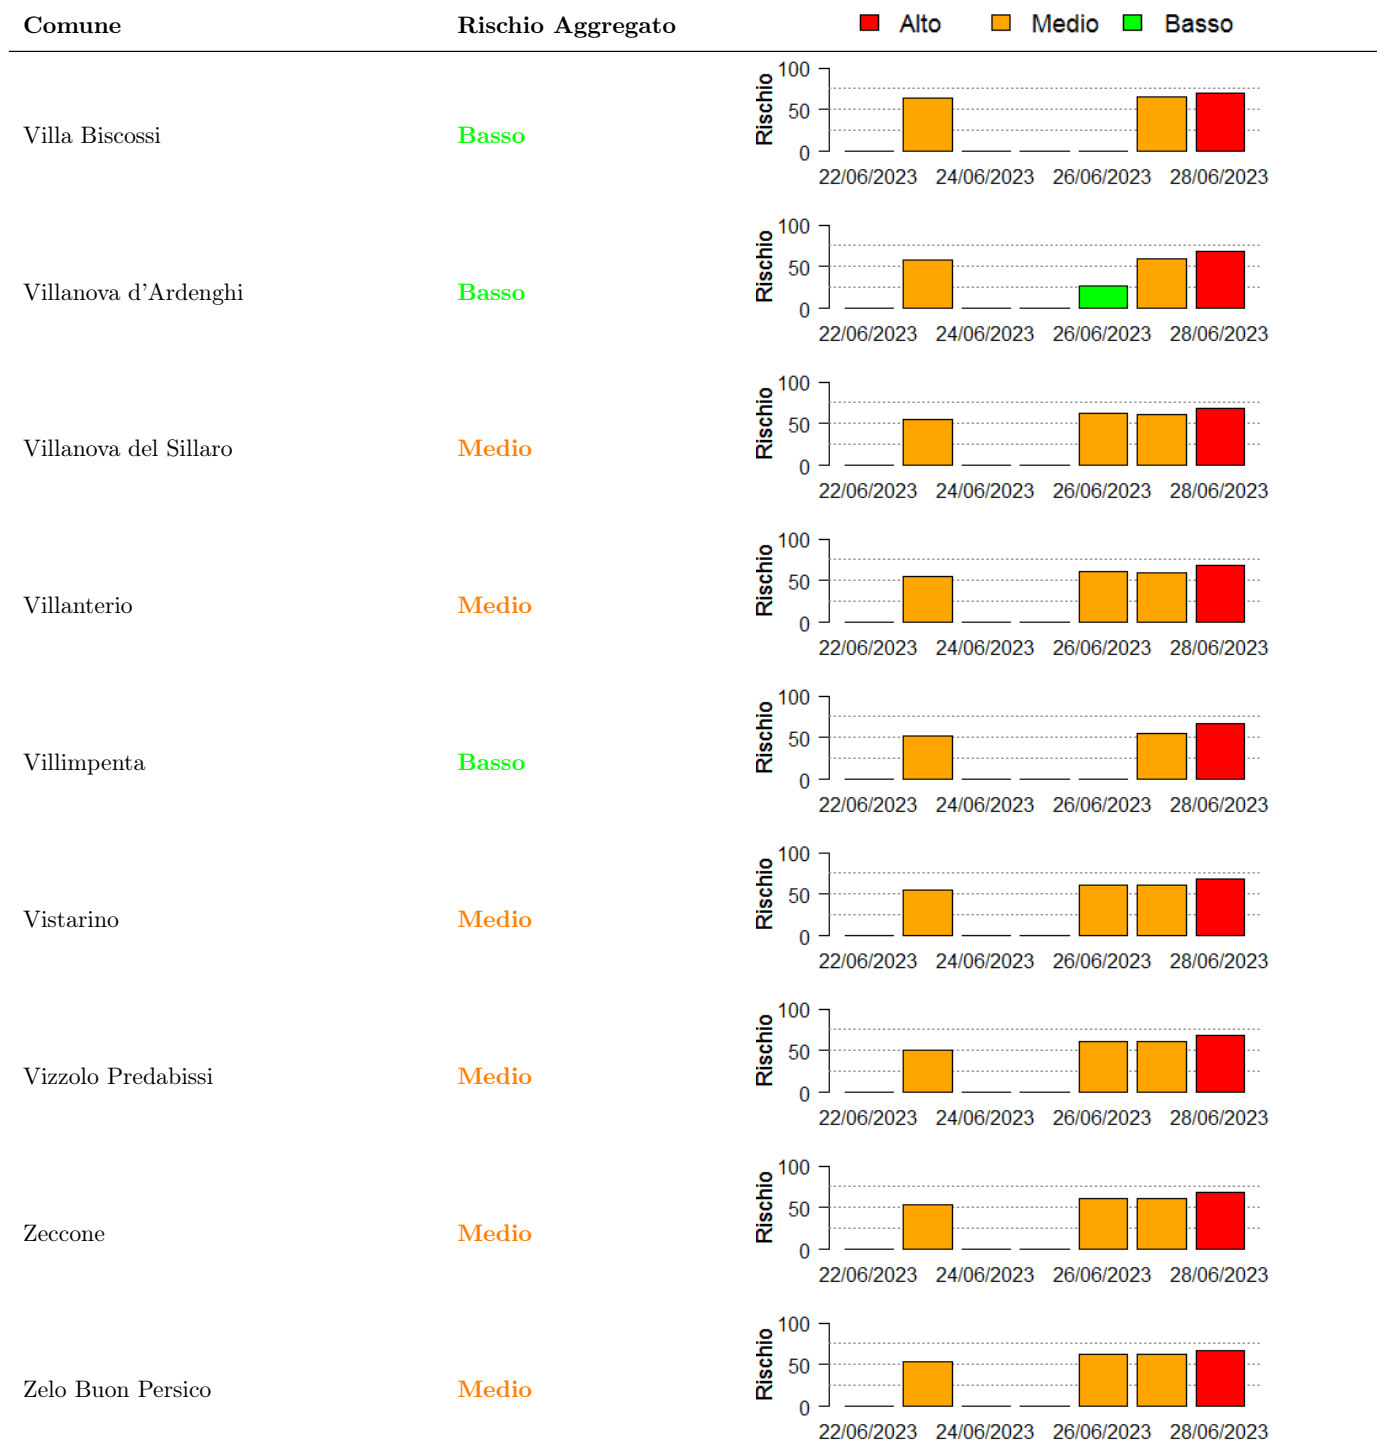 Comune Rischio Aggregato Alto Medio Basso
Villa Biscossi Basso
Rischio
100
50
0
22/06/2023 24/06/2023 26/06/2023 28/06/2023
Villanova d'Ardenghi Basso
Rischio
100
50
0
22/06/2023 24/06/2023 26/06/2023 28/06/2023
Villanova del Sillaro Medio
Rischio
100
50
0
22/06/2023 24/06/2023 26/06/2023 28/06/2023
Villanterio Medio
Rischio
100
50
0
22/06/2023 24/06/2023 26/06/2023 28/06/2023
Villimpenta Basso
Rischio
100
50
0
22/06/2023 24/06/2023 26/06/2023 28/06/2023
Vistarino Medio
Rischio
100
50
0
22/06/2023 24/06/2023 26/06/2023 28/06/2023
Vizzolo Predabissi Medio
Rischio
100
50
0
22/06/2023 24/06/2023 26/06/2023 28/06/2023
Zeccone Medio
Rischio
100
50
0
22/06/2023 24/06/2023 26/06/2023 28/06/2023
Zelo Buon Persico Medio
Rischio
100
50
0
22/06/2023 24/06/2023 26/06/2023 28/06/2023